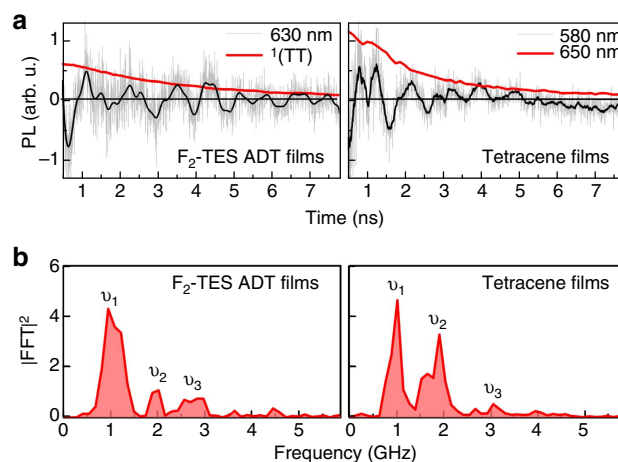 a
630 nm
¹(TT)
580 nm
650 nm
PL (arb. u.)
1
0
−1
F₂-TES ADT films
Tetracene films
1 2 3 4 5 6 7
1 2 3 4 5 6 7
Time (ns)
b
|FFT|²
6
4
2
0
F₂-TES ADT films
Tetracene films
υ₁
υ₂
υ₃
υ₁
υ₂
υ₃
0 1 2 3 4 5
0 1 2 3 4 5
Frequency (GHz)